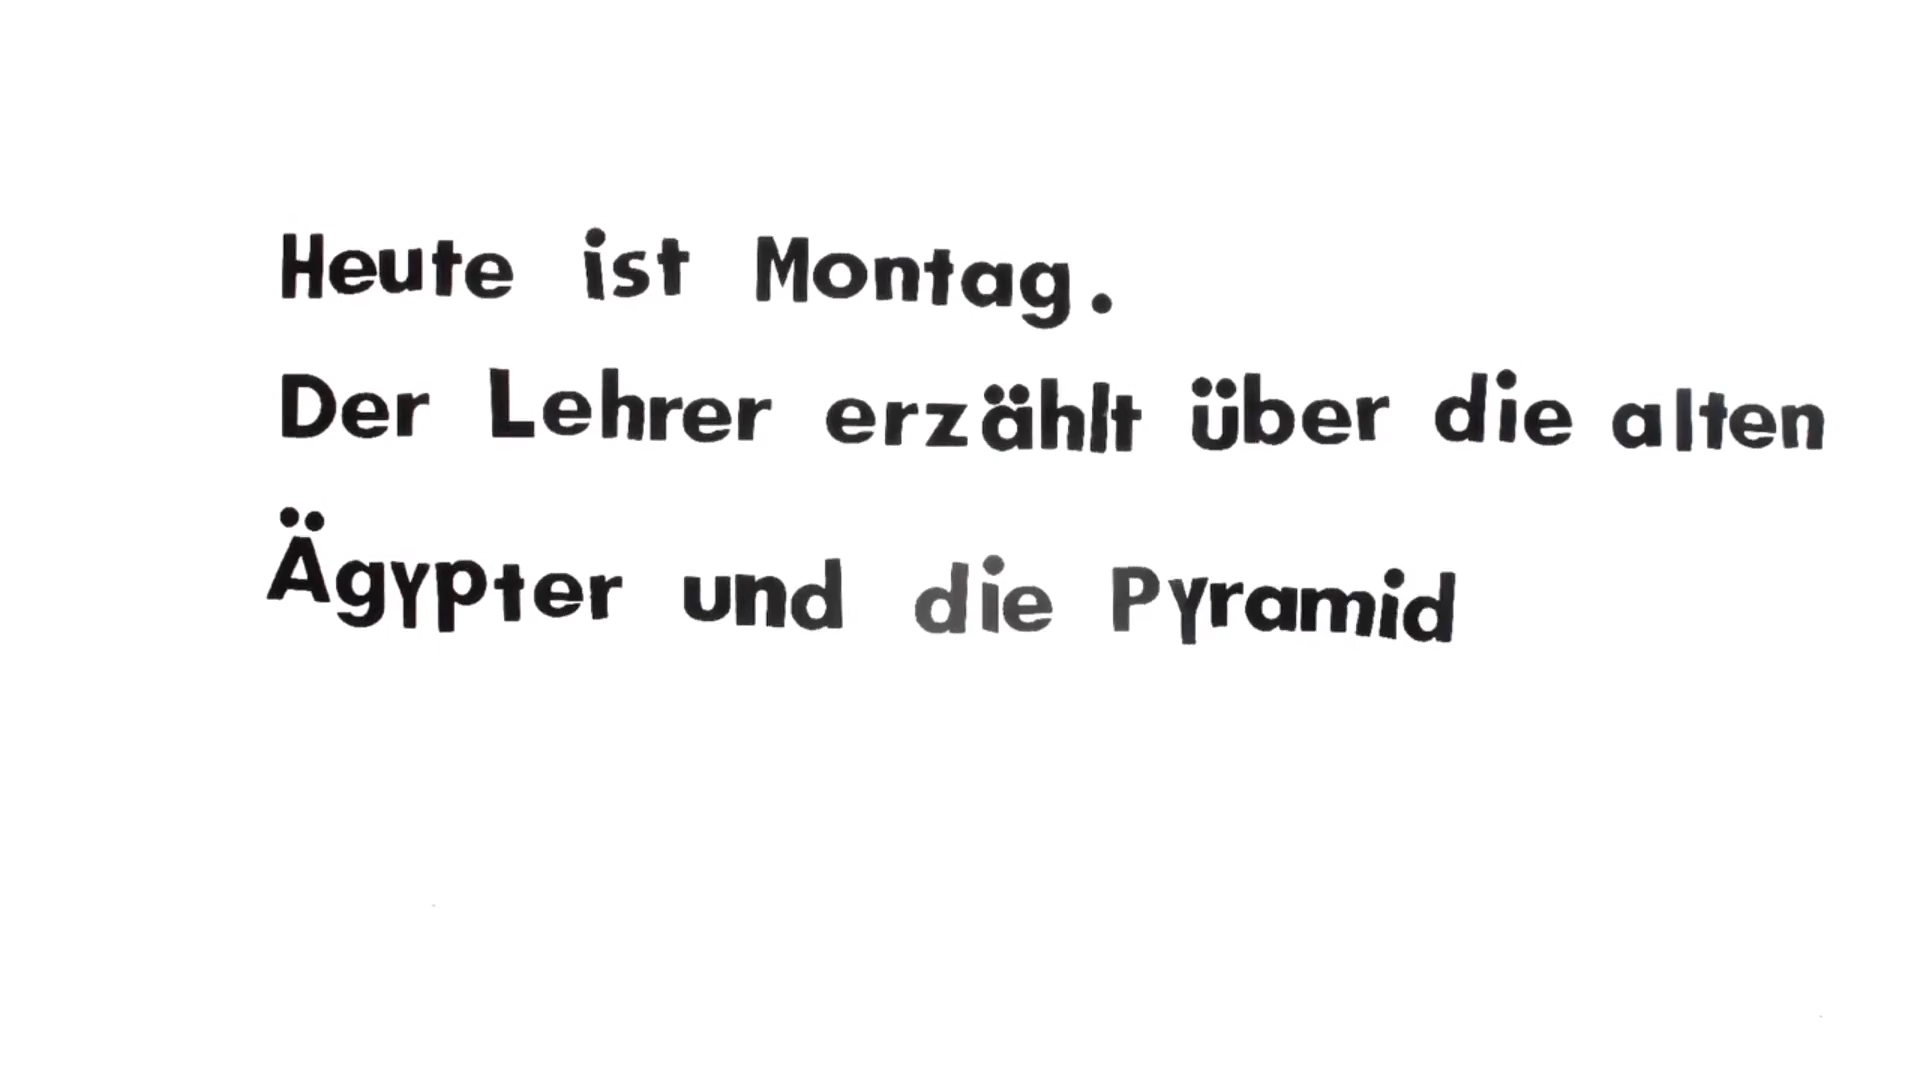 Heute ist Montag.
Der Lehrer erzählt über die alten
Ägypter und die Pyramid